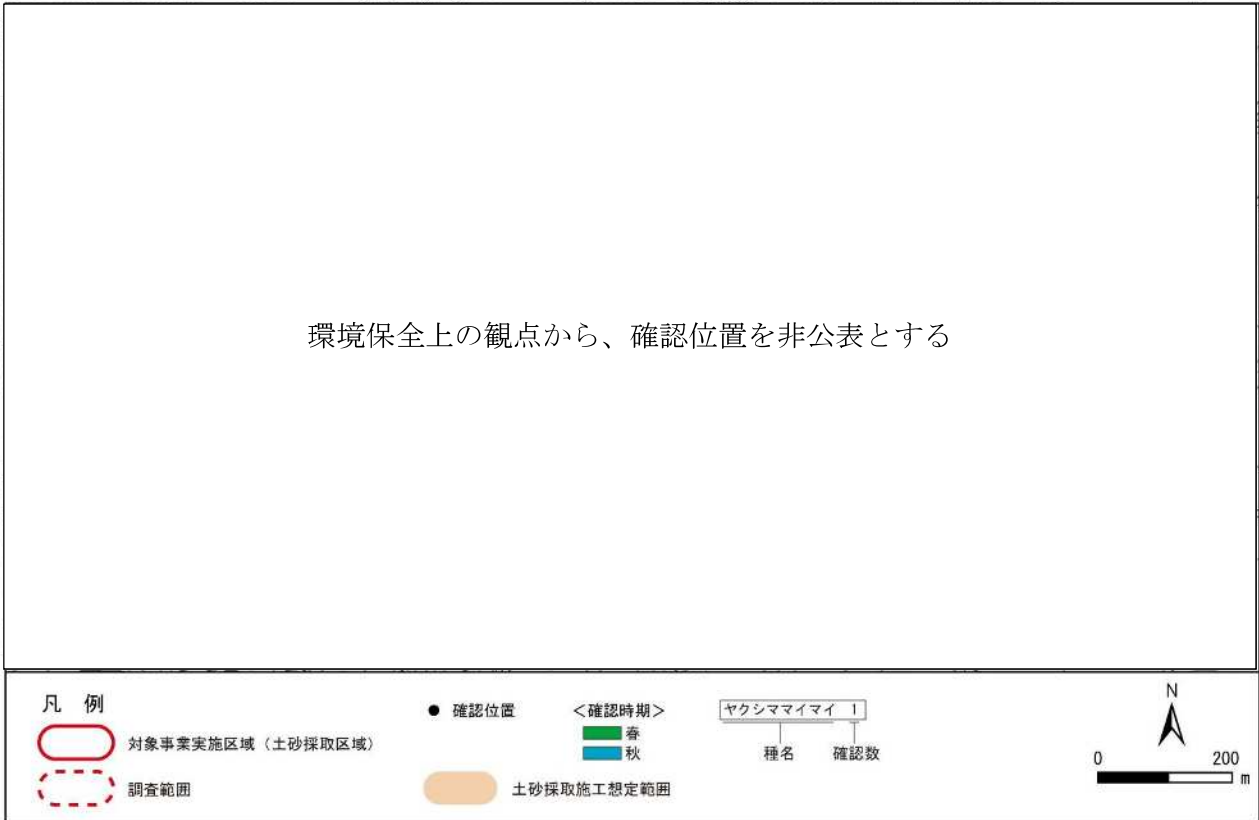 環境保全上の観点から、確認位置を非公表とする
凡 例
対象事業実施区域（土砂採取区域）
調査範囲
確認位置
＜確認時期＞
春
秋
土砂採取施工想定範囲
ヤクシママイマイ 1
種名 確認数
N
0 200
m